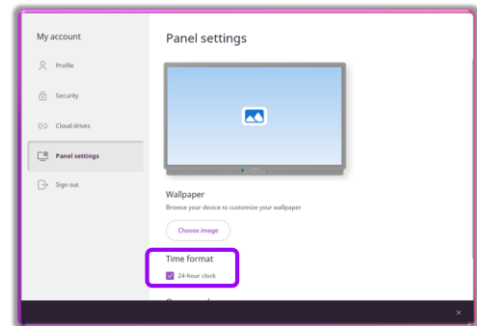 My account
Profile
Security
Cloud drives
Panel settings
Sign out
Panel settings
Wallpaper
Browse your device to customize your wallpaper
Choose image
Time format
24-hour clock